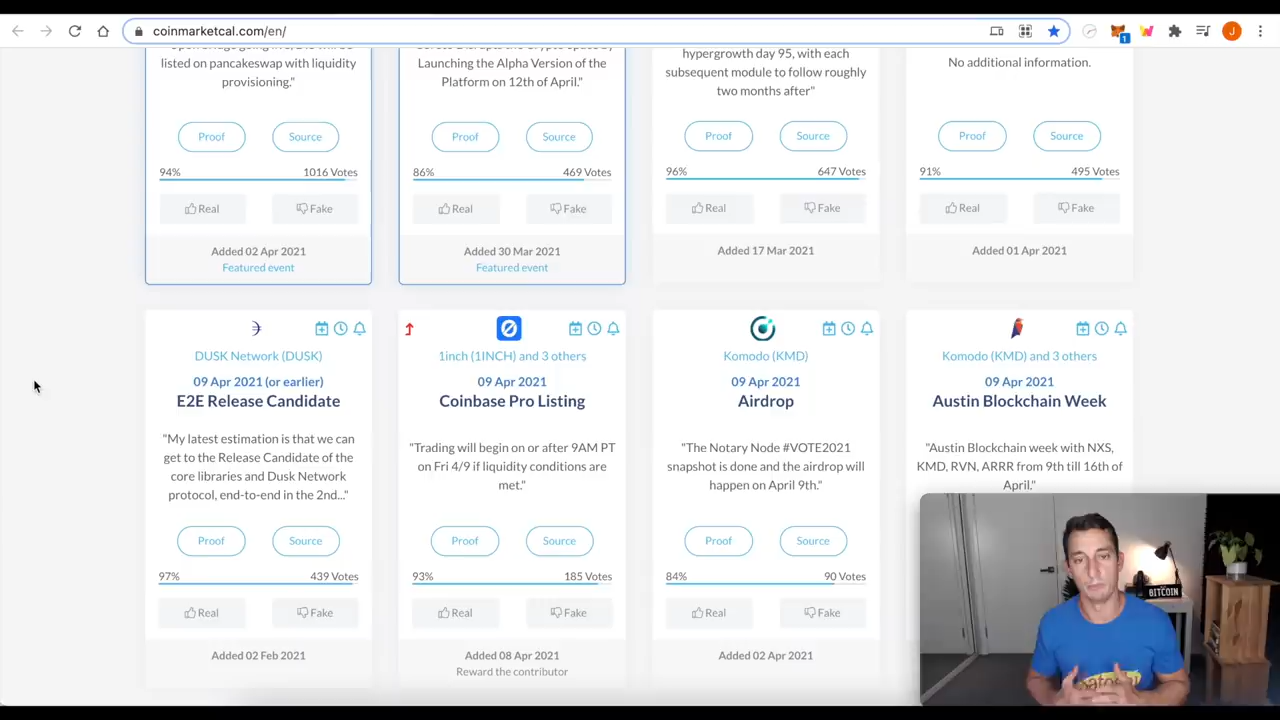 coinmarketcal.com/en/
1
J
listed on pancakeswap with liquidity
provisioning."
94%
1016 Votes
Launching the Alpha Version of the
Platform on 12th of April."
86%
469 Votes
hypergrowth day 95, with each
subsequent module to follow roughly
two months after"
96%
647 Votes
No additional information.
91%
495 Votes
Proof
Source
Proof
Source
Proof
Source
Proof
Source
Real
Fake
Real
Fake
Real
Fake
Real
Fake
Added 02 Apr 2021
Featured event
Added 30 Mar 2021
Featured event
Added 17 Mar 2021
Added 01 Apr 2021
DUSK Network (DUSK)
09 Apr 2021 (or earlier)
E2E Release Candidate
"My latest estimation is that we can
get to the Release Candidate of the
core libraries and Dusk Network
protocol, end-to-end in the 2nd..."
Proof
Source
97%
439 Votes
Real
Fake
Added 02 Feb 2021
1inch (1INCH) and 3 others
09 Apr 2021
Coinbase Pro Listing
"Trading will begin on or after 9AM PT
on Fri 4/9 if liquidity conditions are
met."
Proof
Source
93%
185 Votes
Real
Fake
Added 08 Apr 2021
Reward the contributor
Komodo (KMD)
09 Apr 2021
Airdrop
"The Notary Node #VOTE2021
snapshot is done and the airdrop will
happen on April 9th."
Proof
Source
84%
90 Votes
Real
Fake
Added 02 Apr 2021
Komodo (KMD) and 3 others
09 Apr 2021
Austin Blockchain Week
"Austin Blockchain week with NXS,
KMD, RVN, ARRR from 9th till 16th of
April."
BITCOIN